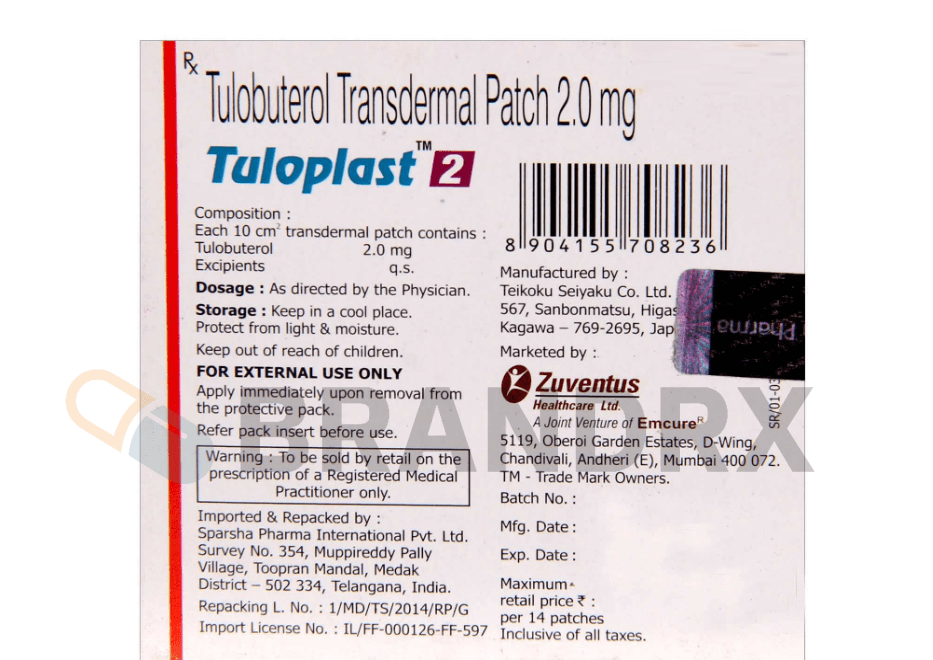 Rx
Tulobuterol Transdermal Patch 2.0 mg
Tuloplast™ 2
Composition :
Each 10 cm² transdermal patch contains :
Tulobuterol 2.0 mg
Excipients q.s.
Dosage : As directed by the Physician.
Storage : Keep in a cool place.
Protect from light & moisture.
Keep out of reach of children.
FOR EXTERNAL USE ONLY
Apply immediately upon removal from
the protective pack.
Refer pack insert before use.
Warning : To be sold by retail on the
prescription of a Registered Medical
Practitioner only.
Imported & Repacked by :
Sparsha Pharma International Pvt. Ltd.
Survey No. 354, Muppireddy Pally
Village, Toopran Mandal, Medak
District – 502 334, Telangana, India.
Repacking L. No. : 1/MD/TS/2014/RP/G
Import License No. : IL/FF-000126-FF-597
8 904155 708236
Manufactured by :
Teikoku Seiyaku Co. Ltd.
567, Sanbonmatsu, Higas
Kagawa – 769-2695, Jap
Pharma
Marketed by :
Zuventus
Healthcare Ltd.
A Joint Venture of Emcure®
5119, Oberoi Garden Estates, D-Wing,
Chandivali, Andheri (E), Mumbai 400 072.
TM - Trade Mark Owners.
Batch No. :
Mfg. Date :
Exp. Date :
Maximum
retail price ₹ :
per 14 patches
Inclusive of all taxes.
SR/01-03
BRANDRX